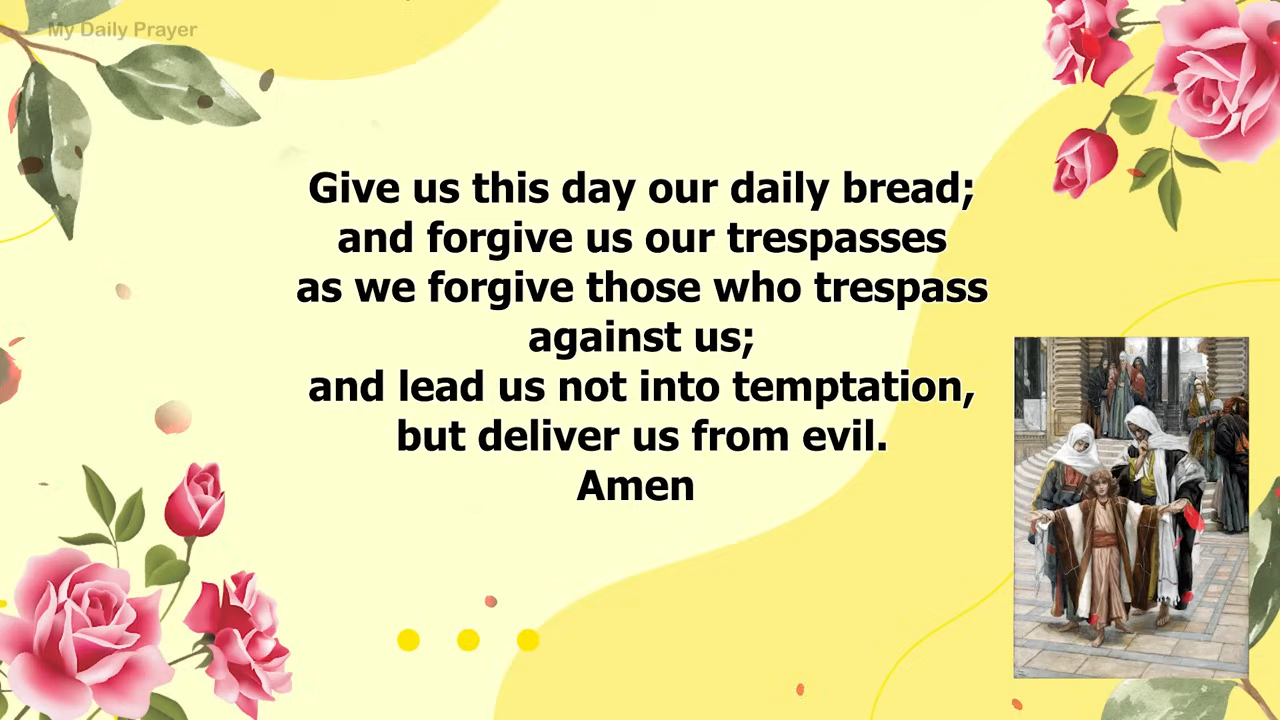 My Daily Prayer
Give us this day our daily bread;
and forgive us our trespasses
as we forgive those who trespass
against us;
and lead us not into temptation,
but deliver us from evil.
Amen